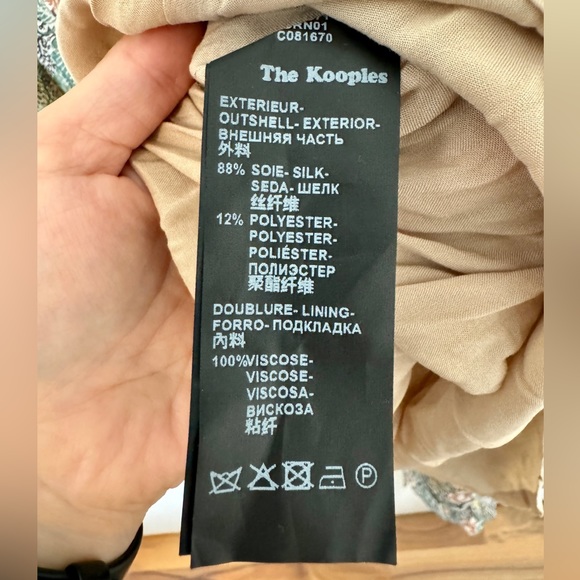 C081670
The Kooples
EXTERIEUR-
OUTSHELL- EXTERIOR-
ВНЕШНЯЯ ЧАСТЬ
外料
88% SOIE- SILK-
SEDA- ШЕЛК
丝纤维
12% POLYESTER-
POLYESTER-
POLIÉSTER-
ПОЛИЭСТЕР
聚酯纤维
DOUBLURE- LINING-
FORRO- ПОДКЛАДКА
內料
100%VISCOSE-
VISCOSE-
VISCOSA-
ВИСКОЗА
粘纤
P